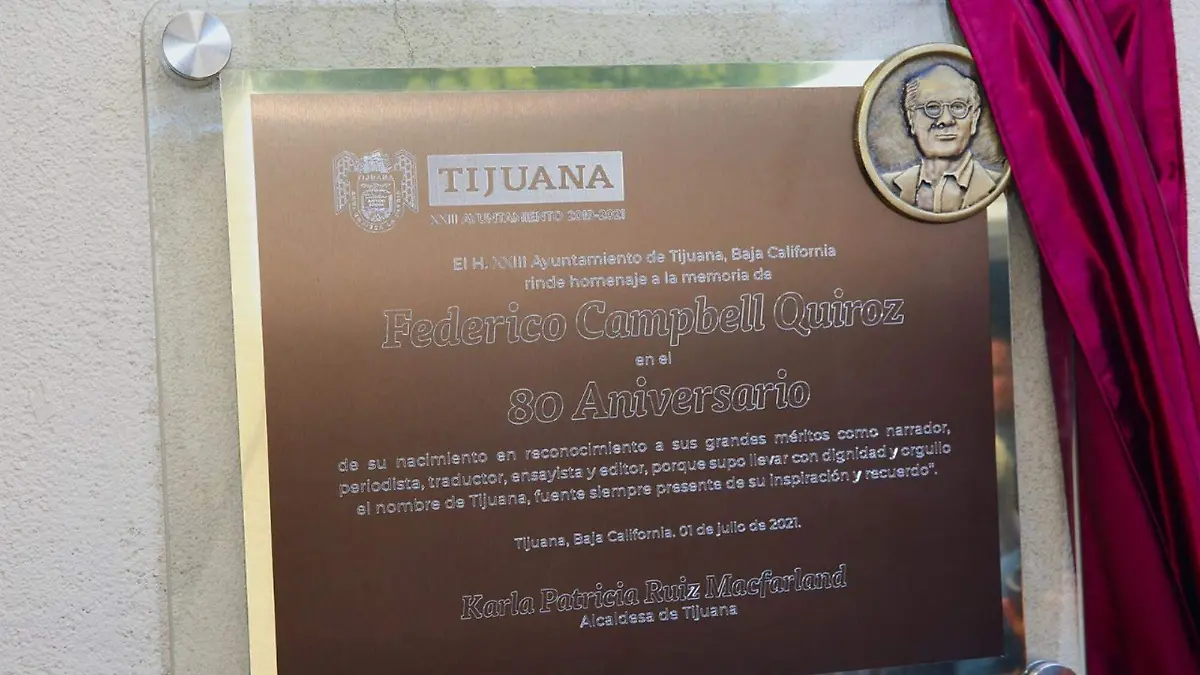 TIJUANA
TIJUANA
XXIII AYUNTAMIENTO 2019-2021
El H. XXIII Ayuntamiento de Tijuana, Baja California
rinde homenaje a la memoria de
Federico Campbell Quiroz
en el
80 Aniversario
de su nacimiento en reconocimiento a sus grandes méritos como narrador,
periodista, traductor, ensayista y editor, porque supo llevar con dignidad y orgullo
el nombre de Tijuana, fuente siempre presente de su inspiración y recuerdo".
Tijuana, Baja California, 01 de julio de 2021.
Karla Patricia Ruiz Macfarland
Alcaldesa de Tijuana